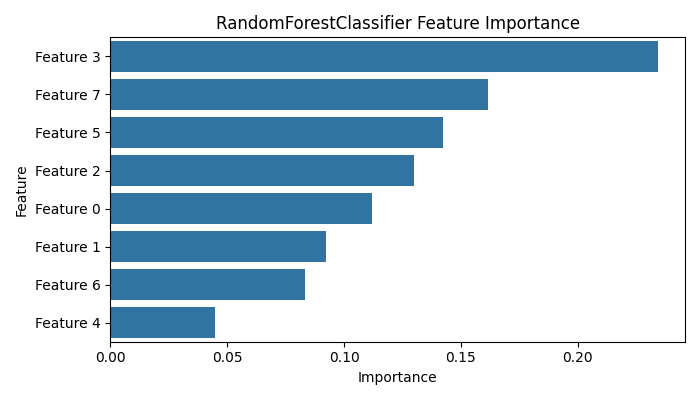 RandomForestClassifier Feature Importance
Feature 3
Feature 7
Feature 5
Feature 2
Feature 0
Feature 1
Feature 6
Feature 4
Feature
0.00 0.05 0.10 0.15 0.20
Importance